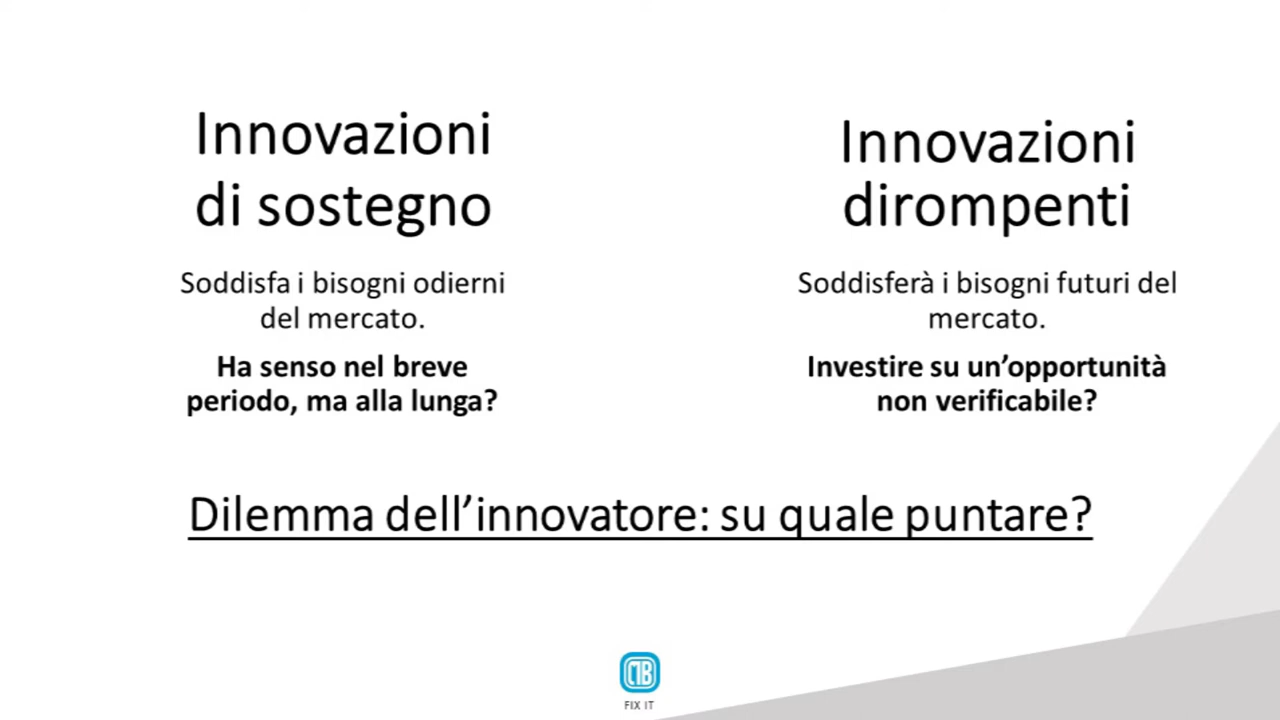 Innovazioni
di sostegno
Soddisfa i bisogni odierni
del mercato.
Ha senso nel breve
periodo, ma alla lunga?
Innovazioni
dirompenti
Soddisferà i bisogni futuri del
mercato.
Investire su un’opportunità
non verificabile?
Dilemma dell’innovatore: su quale puntare?
MB
FIX IT